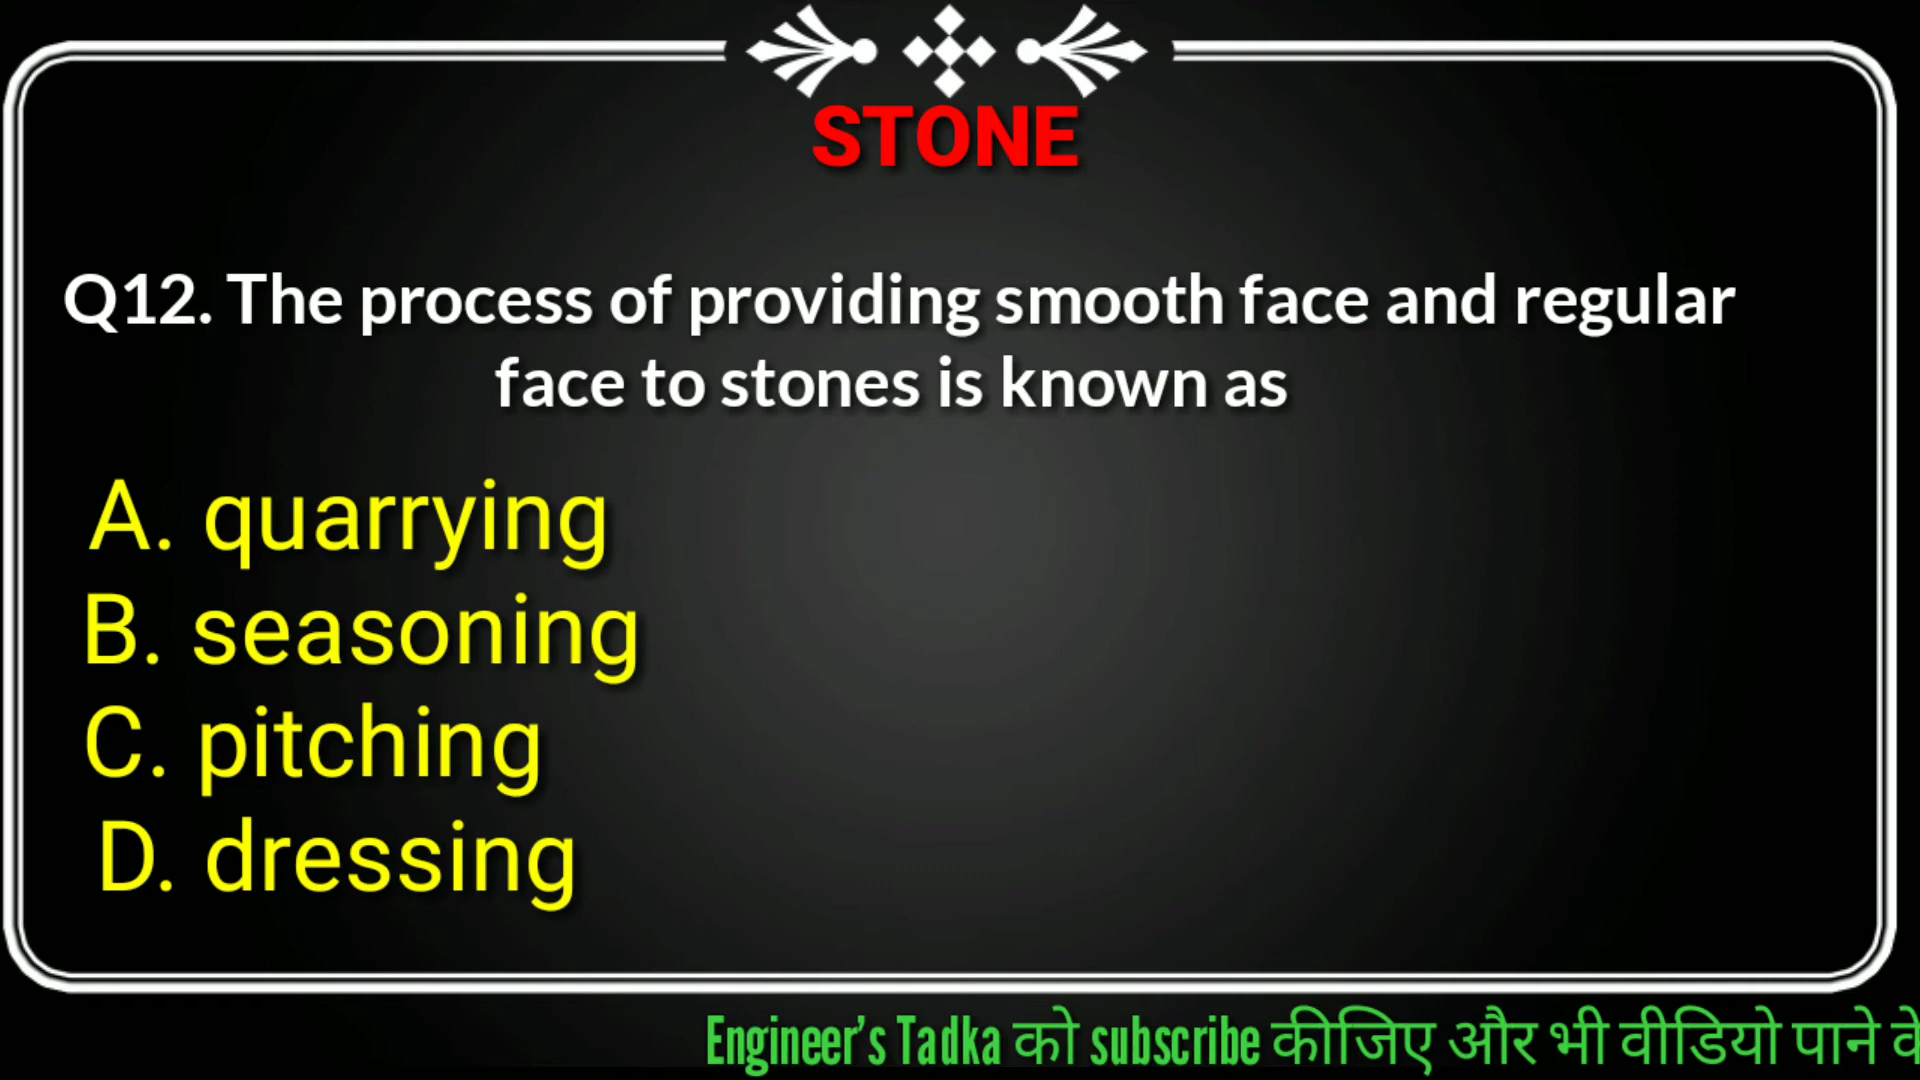 STONE
Q12. The process of providing smooth face and regular
face to stones is known as
A. quarrying
B. seasoning
C. pitching
D. dressing
Engineer's Tadka को subscribe कीजिए और भी वीडियो पाने के